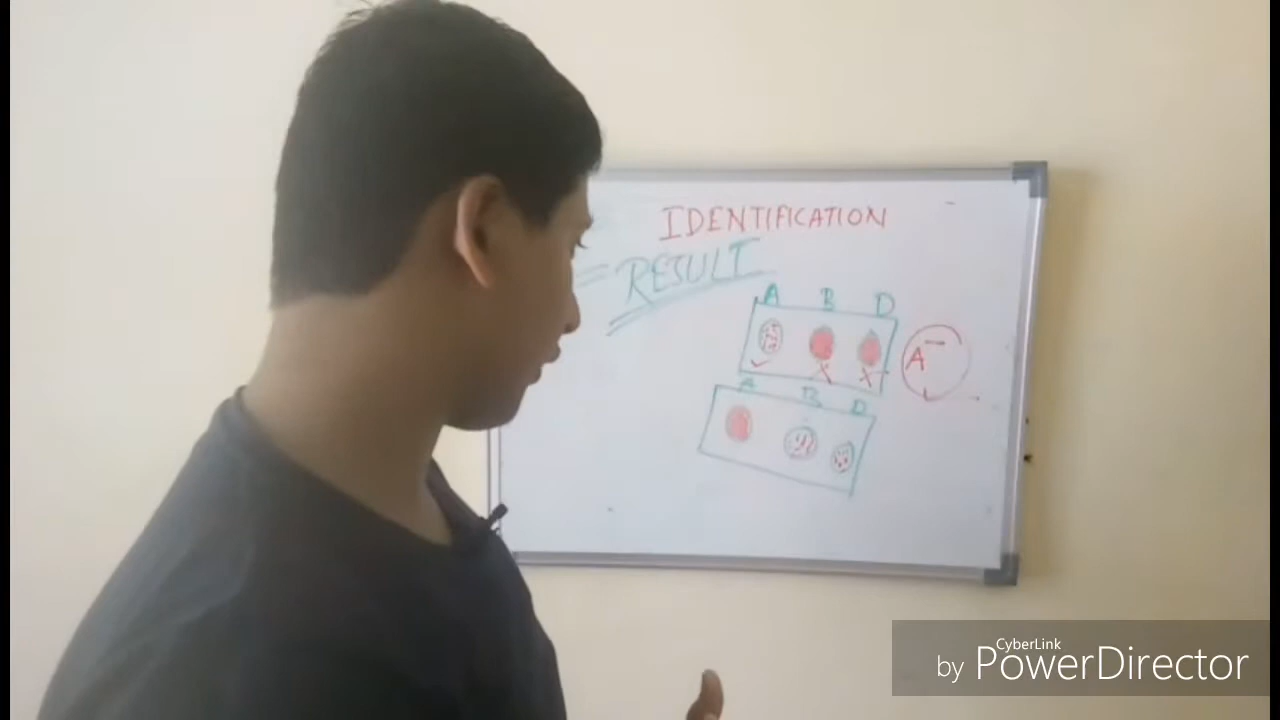 IDENTIFICATION
RESULT
A B D
A⁻
A B D
CyberLink
by PowerDirector